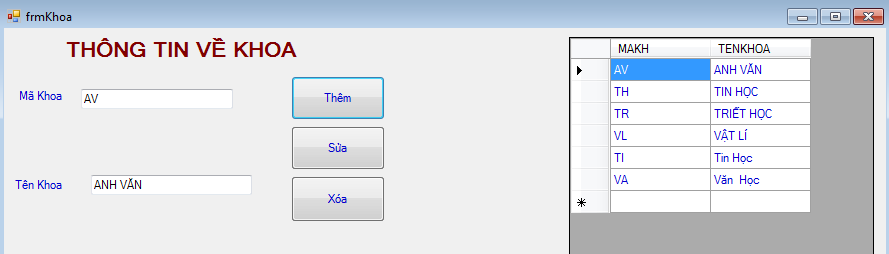 frmKhoa
THÔNG TIN VỀ KHOA
Mã Khoa
AV
Tên Khoa
ANH VĂN
Thêm
Sửa
Xóa
MAKH TENKHOA
AV ANH VĂN
TH TIN HỌC
TR TRIẾT HỌC
VL VẬT LÍ
TI Tin Học
VA Văn Học